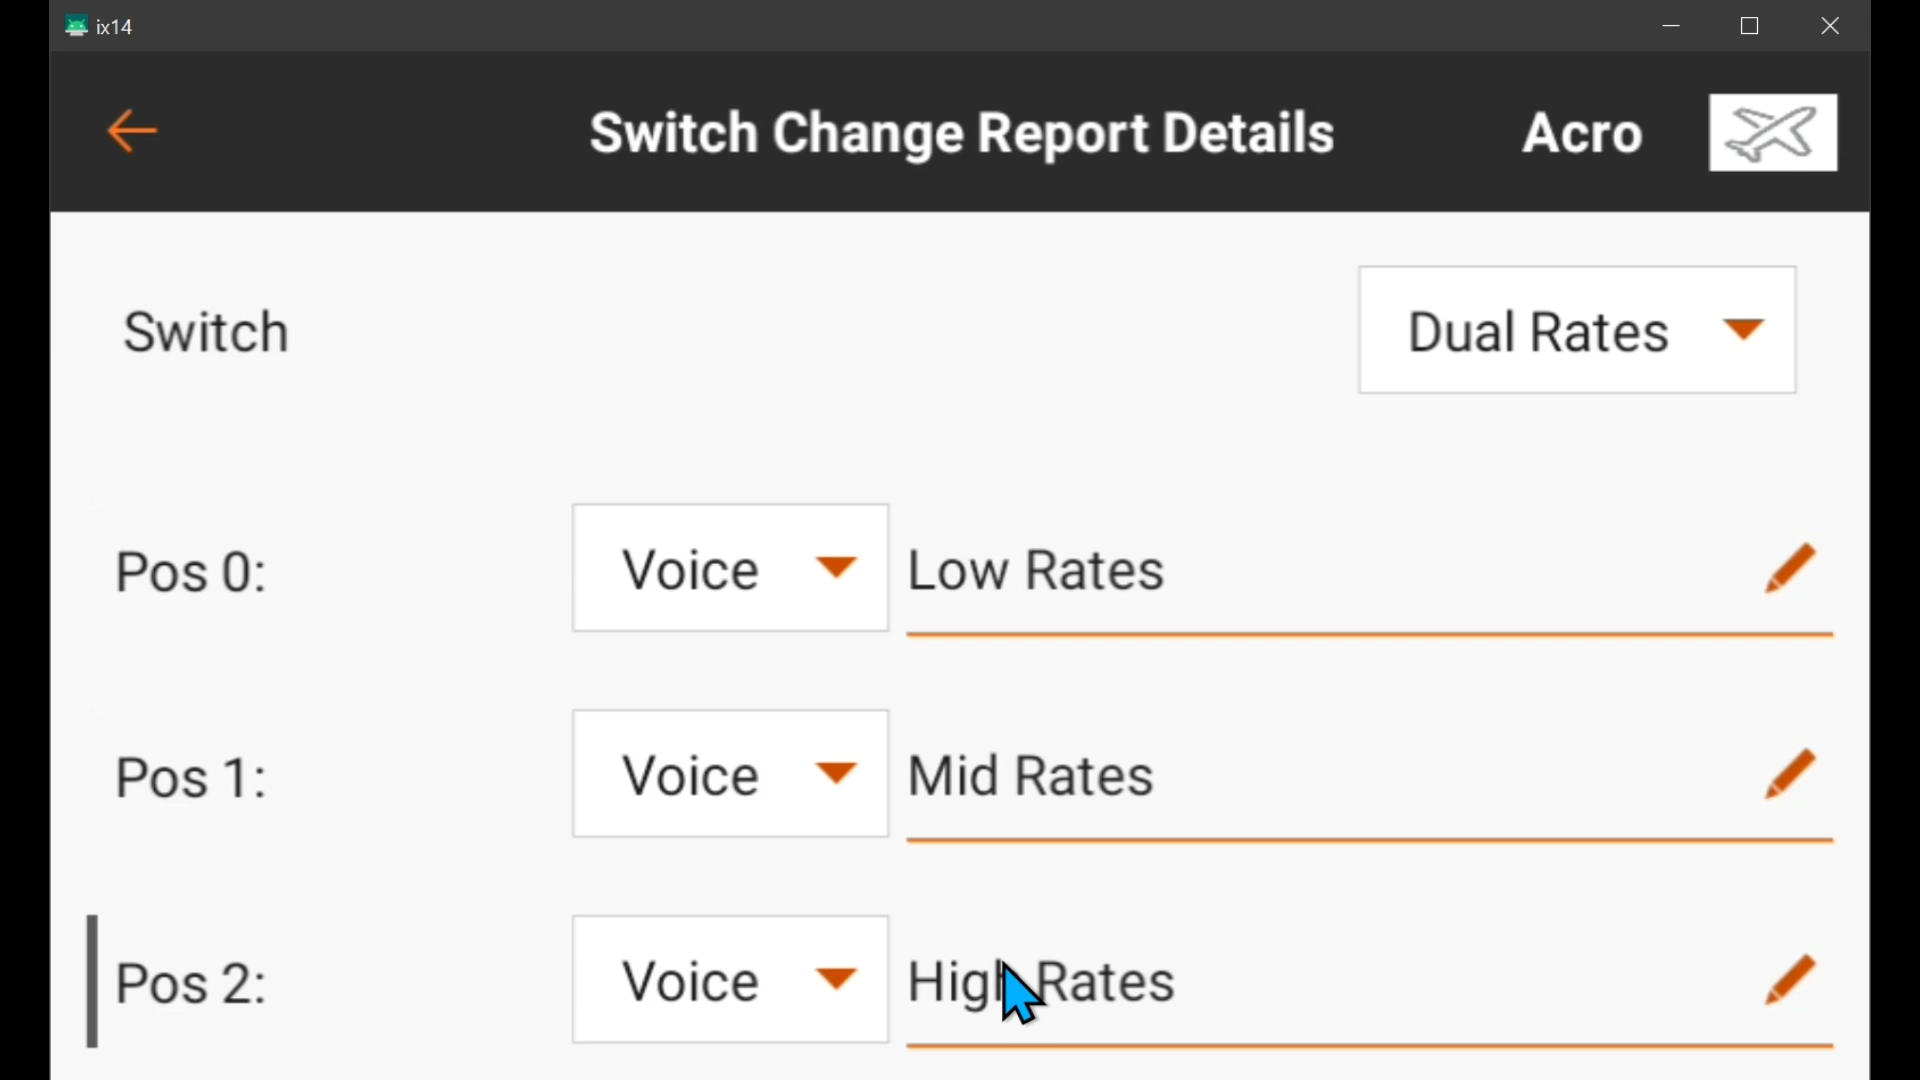 ix14
Switch Change Report Details
Acro
Switch
Dual Rates
Pos 0:
Voice
Low Rates
Pos 1:
Voice
Mid Rates
Pos 2:
Voice
High Rates